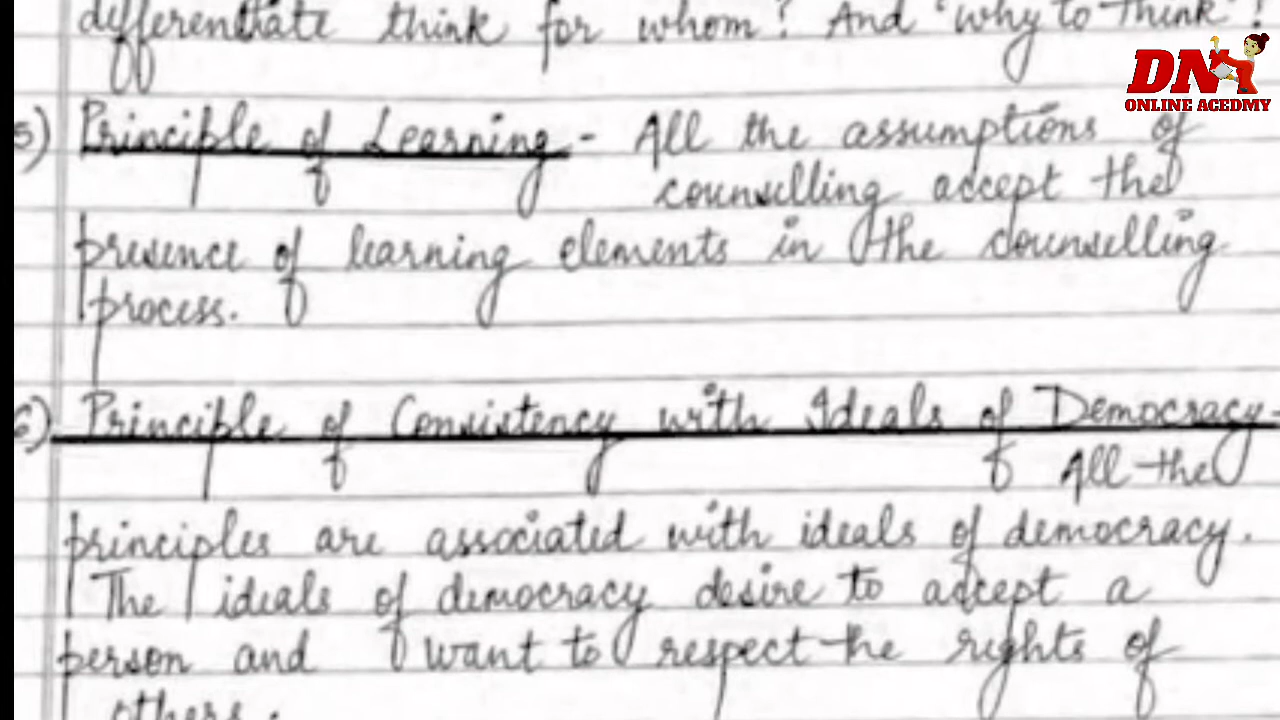 differentiate think for whom? And 'why to think'?
DNA
ONLINE ACEDMY
5) Principle of Learning - All the assumptions of
counselling accept the
presence of learning elements in the counselling
process.
6) Principle of Consistency with Ideals of Democracy-
All the
principles are associated with ideals of democracy.
The ideals of democracy desire to accept a
person and want to respect the rights of
others.